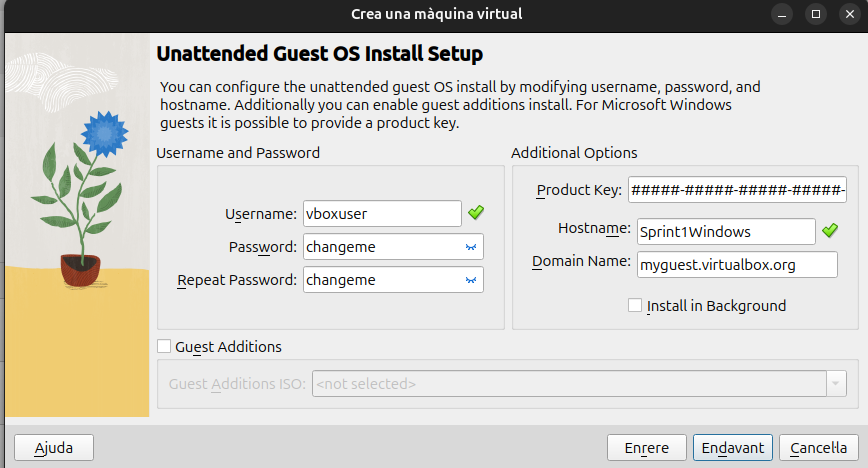 Crea una màquina virtual
Unattended Guest OS Install Setup
You can configure the unattended guest OS install by modifying username, password, and
hostname. Additionally you can enable guest additions install. For Microsoft Windows
guests it is possible to provide a product key.
Username and Password
Username: vboxuser
Password: changeme
Repeat Password: changeme
Additional Options
Product Key: #####-#####-#####-#####-
Hostname: Sprint1Windows
Domain Name: myguest.virtualbox.org
Install in Background
Guest Additions
Guest Additions ISO: <not selected>
Ajuda
Enrere
Endavant
Cancel·la